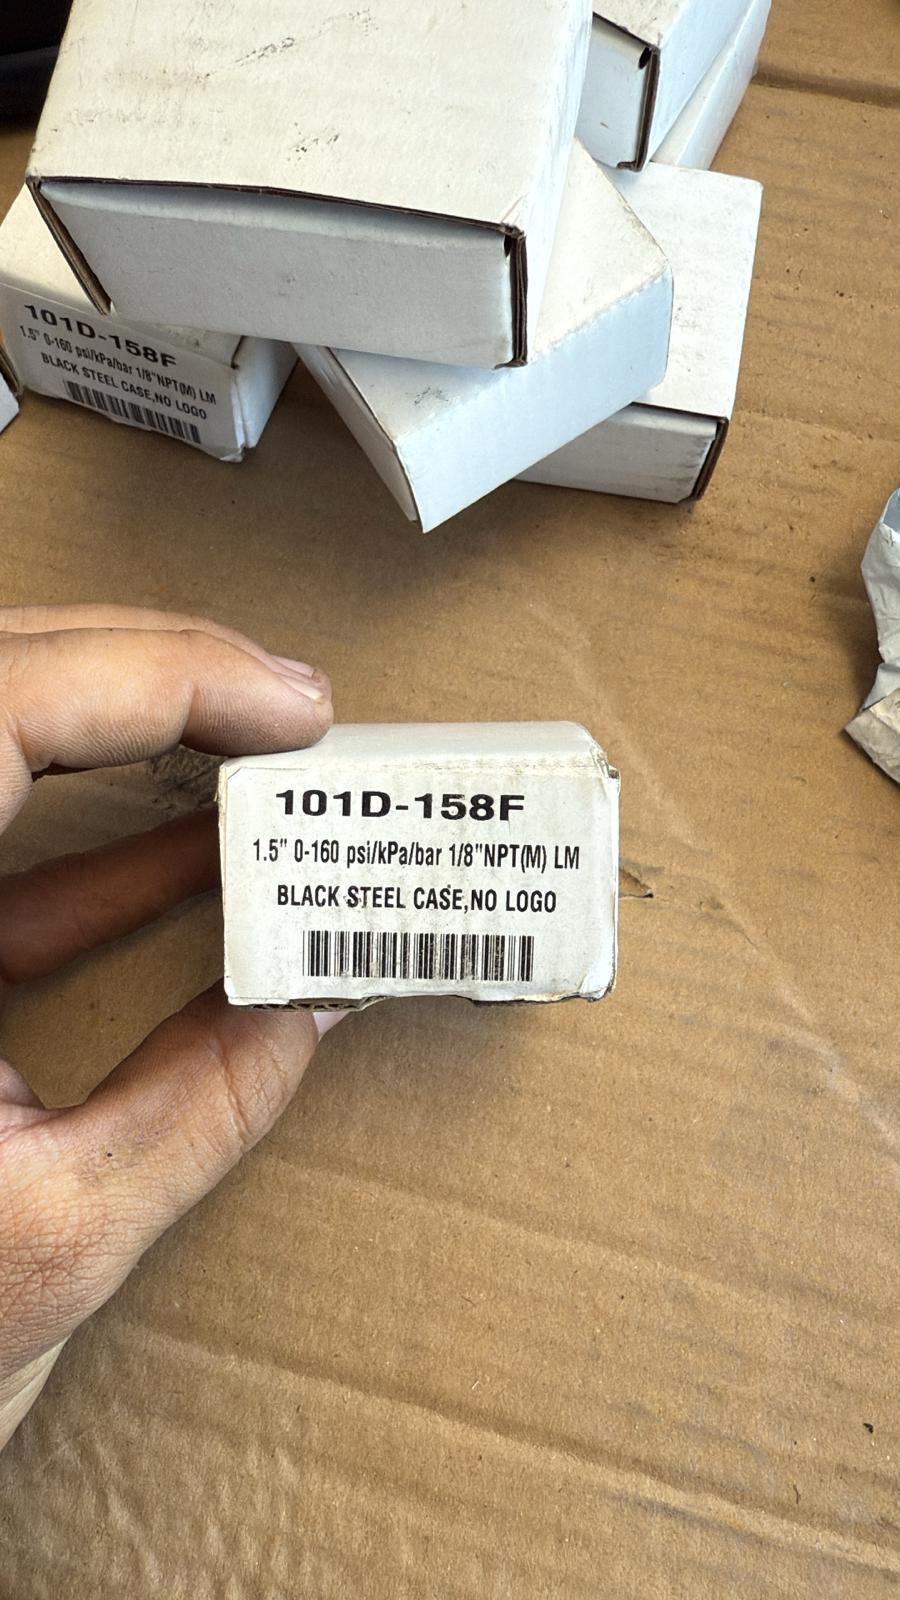 101D-158F
1.5" 0-160 psi/kPa/bar 1/8"NPT(M) LM
BLACK STEEL CASE,NO LOGO
101D-158F
1.5" 0-160 psi/kPa/bar 1/8"NPT(M) LM
BLACK STEEL CASE,NO LOGO